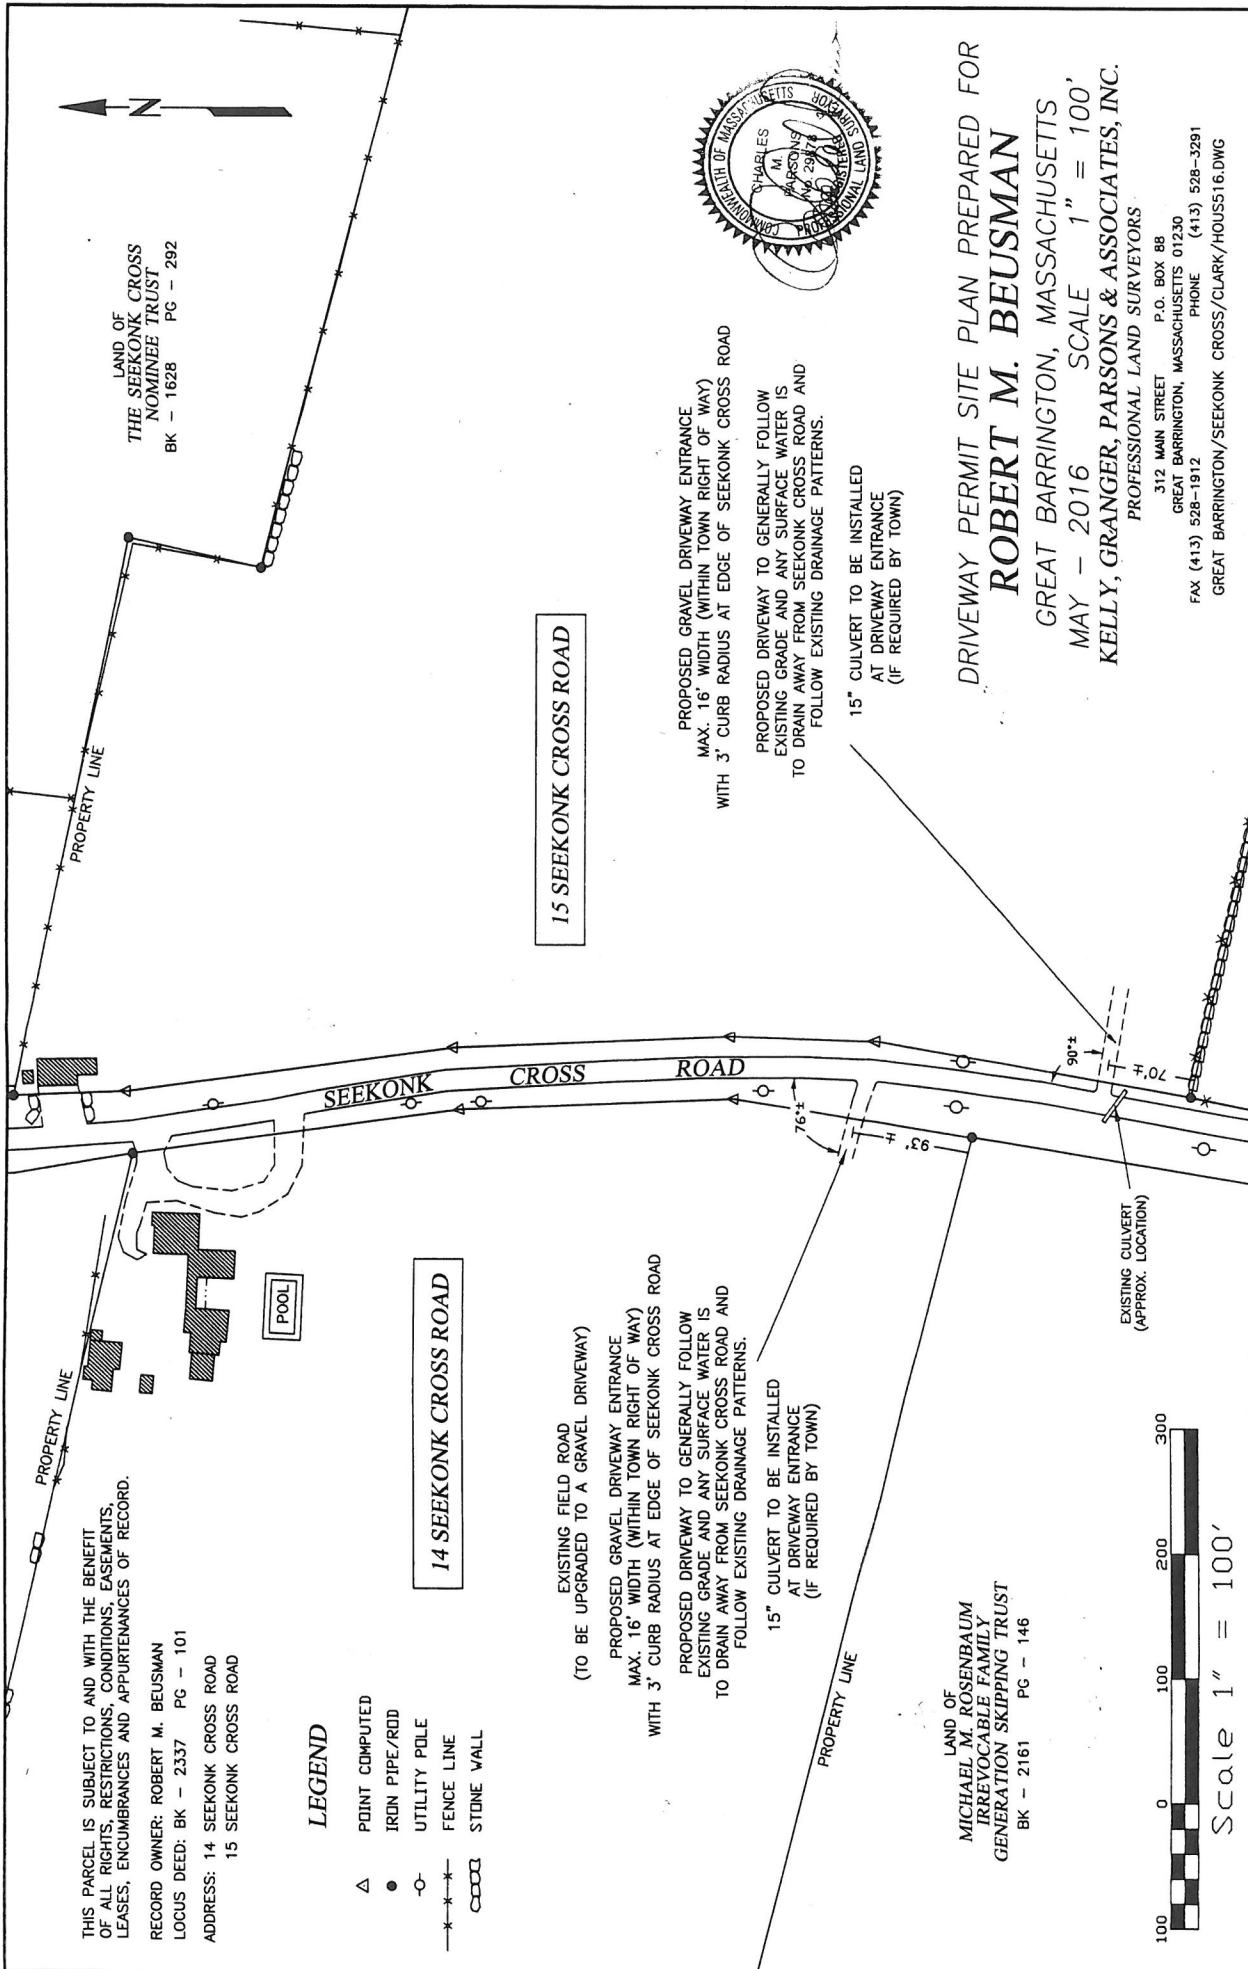 THIS PARCEL IS SUBJECT TO AND WITH THE BENEFIT
OF ALL RIGHTS, RESTRICTIONS, CONDITIONS, EASEMENTS,
LEASES, ENCUMBRANCES AND APPURTENANCES OF RECORD.
RECORD OWNER: ROBERT M. BEUSMAN
LOCUS DEED: BK - 2337 PG - 101
ADDRESS: 14 SEEKONK CROSS ROAD
15 SEEKONK CROSS ROAD
LEGEND
POINT COMPUTED
IRON PIPE/ROD
UTILITY POLE
FENCE LINE
STONE WALL
PROPERTY LINE
POOL
14 SEEKONK CROSS ROAD
EXISTING FIELD ROAD
(TO BE UPGRADED TO A GRAVEL DRIVEWAY)
PROPOSED GRAVEL DRIVEWAY ENTRANCE
MAX. 16' WIDTH (WITHIN TOWN RIGHT OF WAY)
WITH 3' CURB RADIUS AT EDGE OF SEEKONK CROSS ROAD
PROPOSED DRIVEWAY TO GENERALLY FOLLOW
EXISTING GRADE AND ANY SURFACE WATER IS
TO DRAIN AWAY FROM SEEKONK CROSS ROAD AND
FOLLOW EXISTING DRAINAGE PATTERNS.
15" CULVERT TO BE INSTALLED
AT DRIVEWAY ENTRANCE
(IF REQUIRED BY TOWN)
PROPERTY LINE
LAND OF
MICHAEL M. ROSENBAUM
IRREVOCABLE FAMILY
GENERATION SKIPPING TRUST
BK - 2161 PG - 146
100 0 100 200 300
Scale 1" = 100'
SEEKONK CROSS ROAD
76°±
93'±
90°±
70'±
EXISTING CULVERT
(APPROX. LOCATION)
PROPERTY LINE
N
LAND OF
THE SEEKONK CROSS
NOMINEE TRUST
BK - 1628 PG - 292
15 SEEKONK CROSS ROAD
PROPOSED GRAVEL DRIVEWAY ENTRANCE
MAX. 16' WIDTH (WITHIN TOWN RIGHT OF WAY)
WITH 3' CURB RADIUS AT EDGE OF SEEKONK CROSS ROAD
PROPOSED DRIVEWAY TO GENERALLY FOLLOW
EXISTING GRADE AND ANY SURFACE WATER IS
TO DRAIN AWAY FROM SEEKONK CROSS ROAD AND
FOLLOW EXISTING DRAINAGE PATTERNS.
15" CULVERT TO BE INSTALLED
AT DRIVEWAY ENTRANCE
(IF REQUIRED BY TOWN)
COMMONWEALTH OF MASSACHUSETTS
CHARLES
M.
PARSONS
REGISTERED
PROFESSIONAL LAND SURVEYOR
DRIVEWAY PERMIT SITE PLAN PREPARED FOR
ROBERT M. BEUSMAN
GREAT BARRINGTON, MASSACHUSETTS
MAY - 2016 SCALE 1" = 100'
KELLY, GRANGER, PARSONS & ASSOCIATES, INC.
PROFESSIONAL LAND SURVEYORS
312 MAIN STREET P.O. BOX 88
GREAT BARRINGTON, MASSACHUSETTS 01230
FAX (413) 528-1912 PHONE (413) 528-3291
GREAT BARRINGTON/SEEKONK CROSS/CLARK/HOUS516.DWG